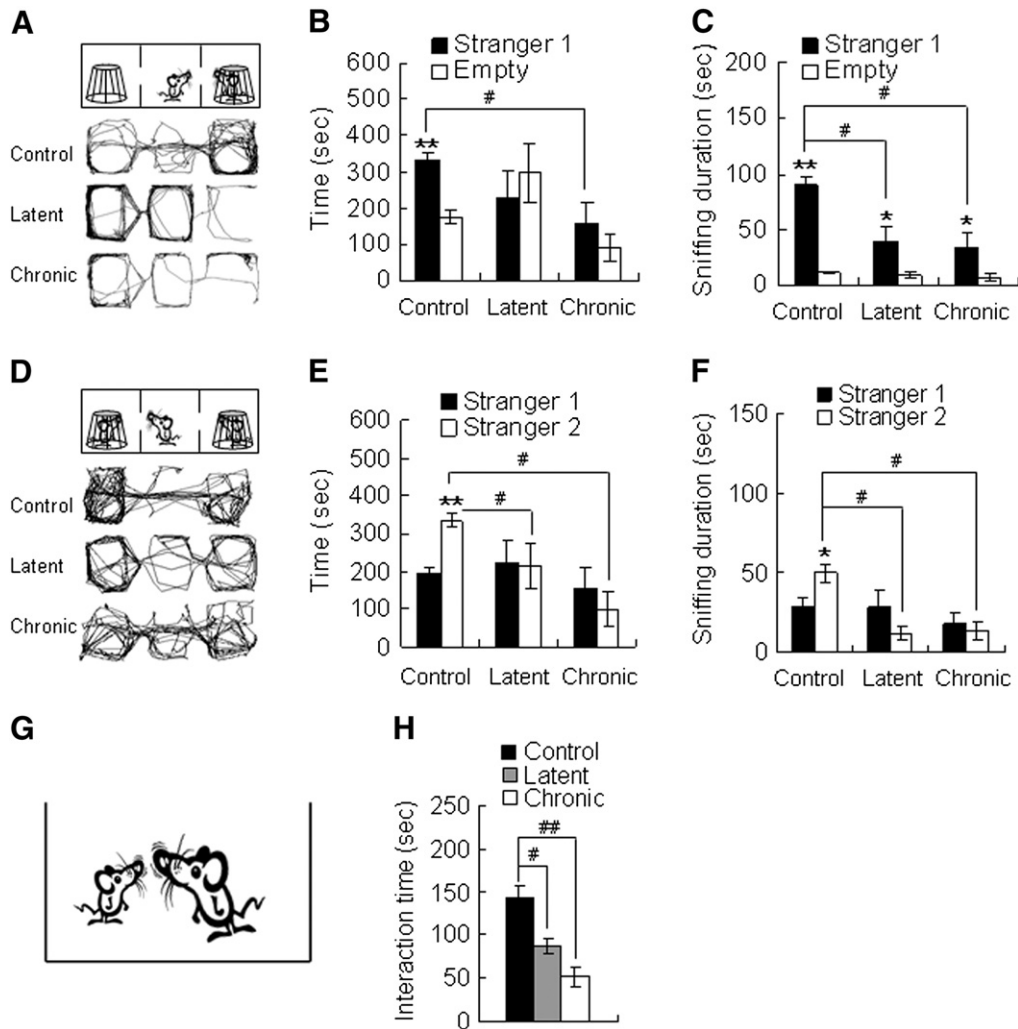 A
Control
Latent
Chronic
B
Stranger 1
Empty
Time (sec)
600
500
400
300
200
100
0
#
**
Control Latent Chronic
C
Stranger 1
Empty
Sniffing duration (sec)
200
150
100
50
0
#
#
**
*
*
Control Latent Chronic
D
Control
Latent
Chronic
E
Stranger 1
Stranger 2
Time (sec)
600
500
400
300
200
100
0
#
#
**
Control Latent Chronic
F
Stranger 1
Stranger 2
Sniffing duration (sec)
150
100
50
0
#
#
*
Control Latent Chronic
G
H
Control
Latent
Chronic
Interaction time (sec)
250
200
150
100
50
0
##
#